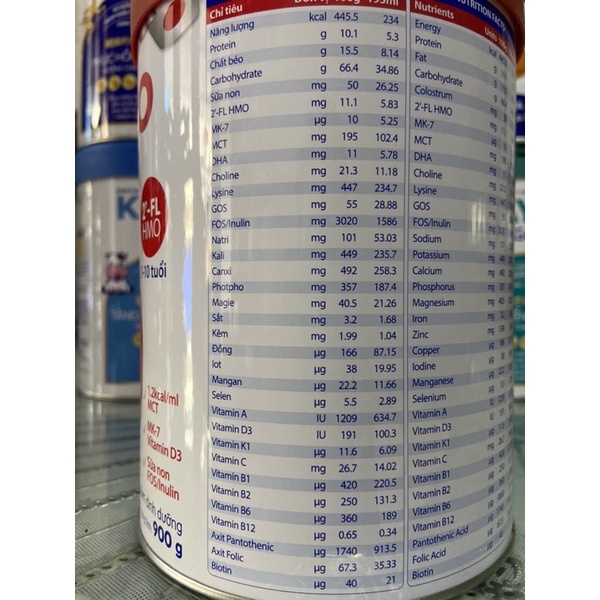 Chỉ tiêu 195ml Nutrients NUTRITION FACTS
Năng lượng kcal 445.5 234 Energy
Protein g 10.1 5.3 Protein
Chất béo g 15.5 8.14 Fat
Carbohydrate g 66.4 34.86 Carbohydrate
Sữa non mg 50 26.25 Colostrum
2'-FL HMO mg 11.1 5.83 2'-FL HMO
MK-7 µg 10 5.25 MK-7
MCT mg 195 102.4 MCT
DHA mg 11 5.78 DHA
Choline mg 21.3 11.18 Choline
Lysine mg 447 234.7 Lysine
GOS mg 55 28.88 GOS
FOS/Inulin mg 3020 1586 FOS/Inulin
Natri mg 101 53.03 Sodium
Kali mg 449 235.7 Potassium
Canxi mg 492 258.3 Calcium
Photpho mg 357 187.4 Phosphorus
Magie mg 40.5 21.26 Magnesium
Sắt mg 3.2 1.68 Iron
Kẽm mg 1.99 1.04 Zinc
Đồng µg 166 87.15 Copper
Iot µg 38 19.95 Iodine
Mangan µg 22.2 11.66 Manganese
Selen µg 5.5 2.89 Selenium
Vitamin A IU 1209 634.7 Vitamin A
Vitamin D3 IU 191 100.3 Vitamin D3
Vitamin K1 µg 11.6 6.09 Vitamin K1
Vitamin C mg 26.7 14.02 Vitamin C
Vitamin B1 µg 420 220.5 Vitamin B1
Vitamin B2 µg 250 131.3 Vitamin B2
Vitamin B6 µg 360 189 Vitamin B6
Vitamin B12 µg 0.65 0.34 Vitamin B12
Axit Pantothenic µg 1740 913.5 Pantothenic Acid
Axit Folic µg 67.3 35.33 Folic Acid
Biotin µg 40 21 Biotin
2'-FL
HMO
-10 tuổi
1.2kcal/ml
MCT
MK-7
Vitamin D3
Sữa non
FOS/Inulin
dinh dưỡng
900 g